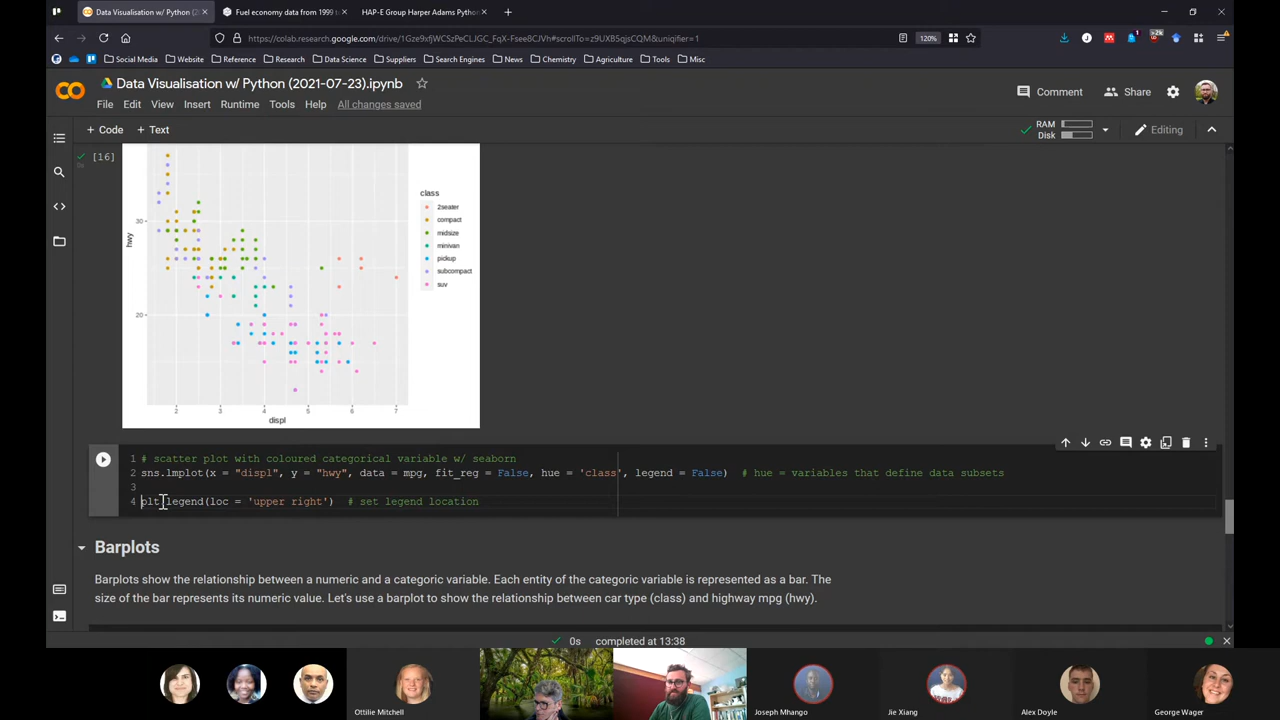 Data Visualisation w/ Python (2
Fuel economy data from 1999
HAP-E Group Harper Adams Python
https://colab.research.google.com/drive/1Gze9xfjWCSzPeCLJGC_FqX-Fsee8CJVh#scrollTo=z9UXB5qjsCQM&uniqifier=1
120%
Social Media
Website
Reference
Research
Data Science
Suppliers
Search Engines
News
Chemistry
Agriculture
Tools
Misc
Data Visualisation w/ Python (2021-07-23).ipynb
File Edit View Insert Runtime Tools Help All changes saved
Comment
Share
+ Code + Text
RAM
Disk
Editing
[16]
0s
class
2seater
compact
midsize
minivan
pickup
subcompact
suv
30
20
hwy
2 3 4 5 6 7
displ
1 # scatter plot with coloured categorical variable w/ seaborn
2 sns.lmplot(x = "displ", y = "hwy", data = mpg, fit_reg = False, hue = 'class', legend = False) # hue = variables that define data subsets
3
4 plt.legend(loc = 'upper right') # set legend location
Barplots
Barplots show the relationship between a numeric and a categoric variable. Each entity of the categoric variable is represented as a bar. The
size of the bar represents its numeric value. Let's use a barplot to show the relationship between car type (class) and highway mpg (hwy).
0s completed at 13:38
Ottilie Mitchell
Joseph Mhango
Jie Xiang
Alex Doyle
George Wager